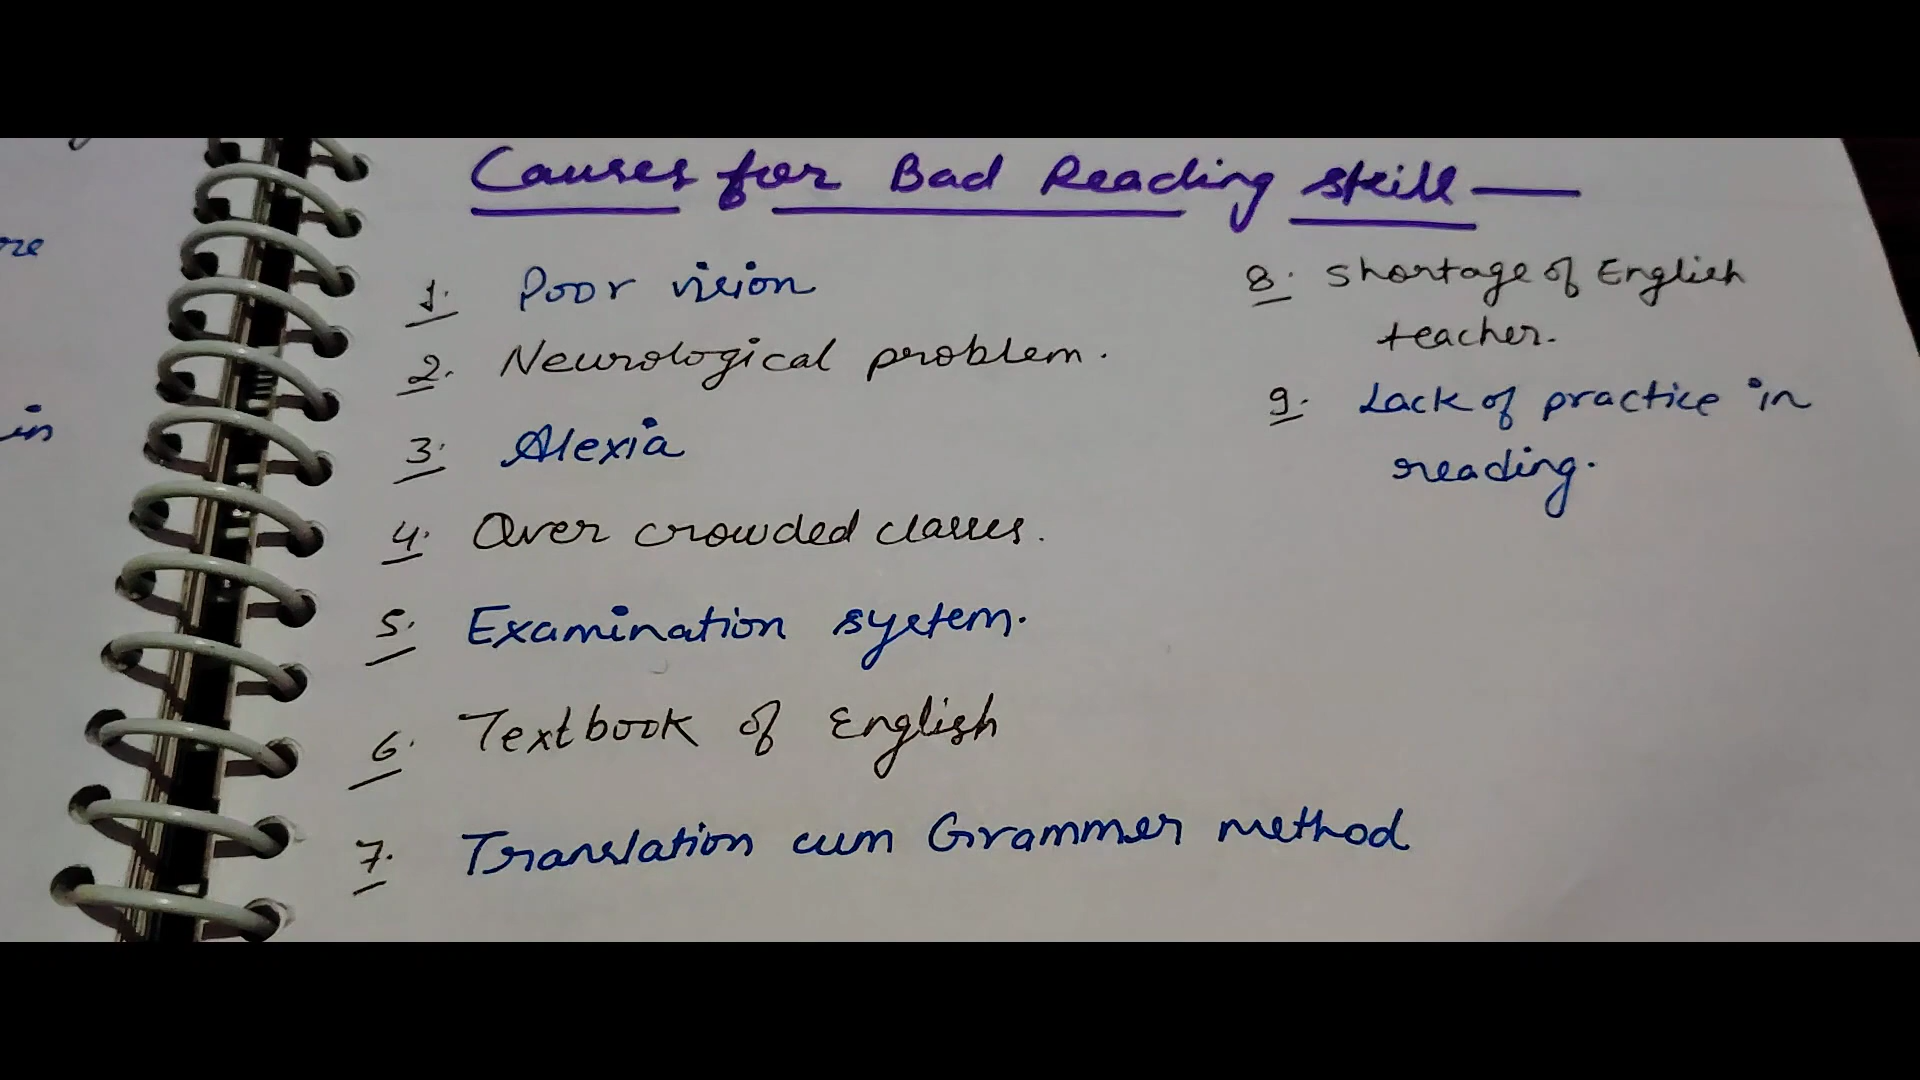 Causes for Bad Reading skill —
1. Poor vision
2. Neurological problem.
3. Alexia
4. Over crowded classes.
5. Examination system.
6. Textbook of English
7. Translation cum Grammer method
8. Shortage of English
teacher.
9. Lack of practice in
reading.
re
in